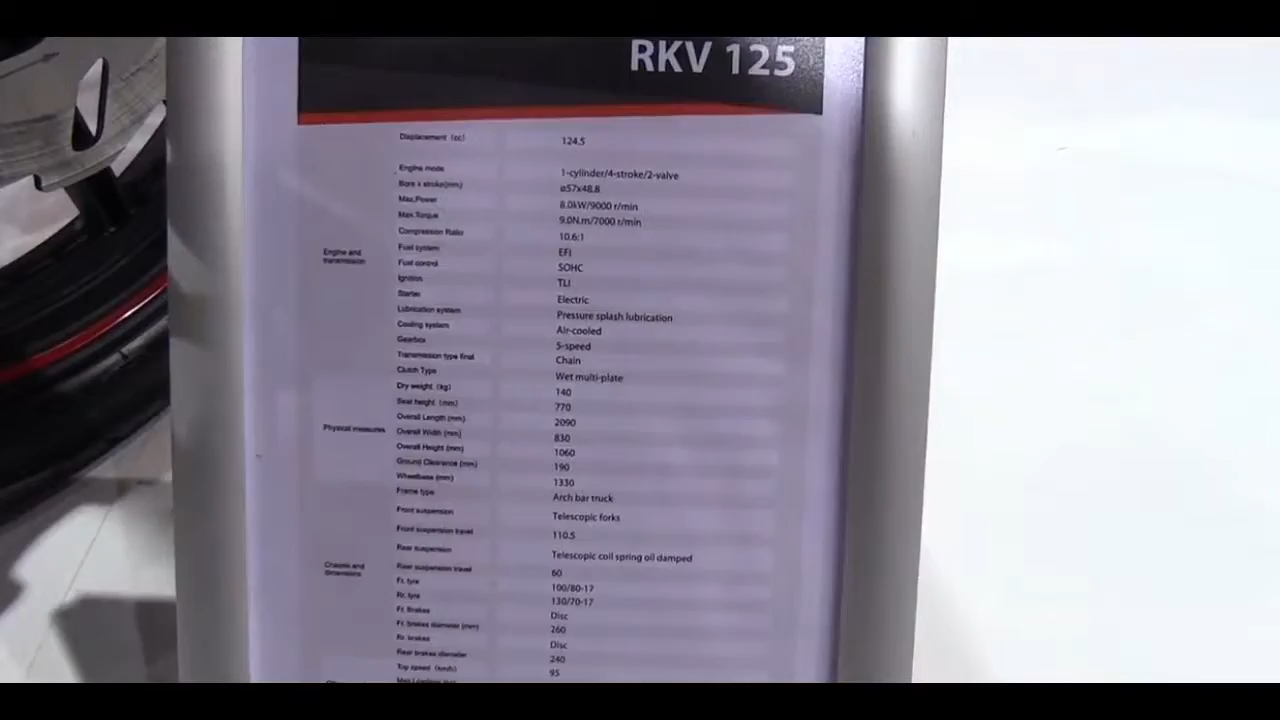 RKV 125
Displacement (cc) 124.5
Engine mode 1-cylinder/4-stroke/2-valve
Bore x stroke(mm) ø57x48.8
Max.Power 8.0kW/9000 r/min
Max.Torque 9.0N.m/7000 r/min
Compression Ratio 10.6:1
Engine and transmission
Fuel system EFI
Fuel control SOHC
Ignition TLI
Starter Electric
Lubrication system Pressure splash lubrication
Cooling system Air-cooled
Gearbox 5-speed
Transmission type final Chain
Clutch Type Wet multi-plate
Dry weight (kg) 140
Seat height (mm) 770
Overall Length (mm) 2090
Physical measures
Overall Width (mm) 830
Overall Height (mm) 1060
Ground Clearance (mm) 190
Wheelbase (mm) 1330
Frame type Arch bar truck
Front suspension Telescopic forks
Front suspension travel 110.5
Rear suspension Telescopic coil spring oil damped
Chassis and dimensions
Rear suspension travel 60
Ft. tyre 100/80-17
Rr. tyre 130/70-17
Ft. Brakes Disc
Ft. brakes diameter (mm) 260
Rr. brakes Disc
Rear brakes diameter 240
Top speed (km/h) 95